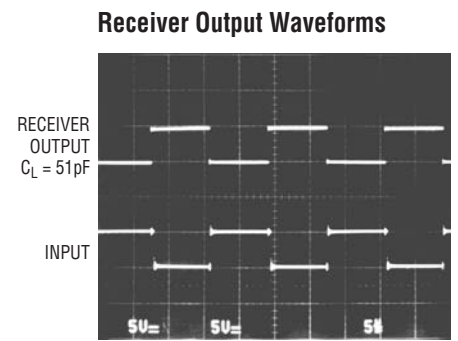 Receiver Output Waveforms
RECEIVER
OUTPUT
C_L = 51pF
INPUT
5V=
5V=